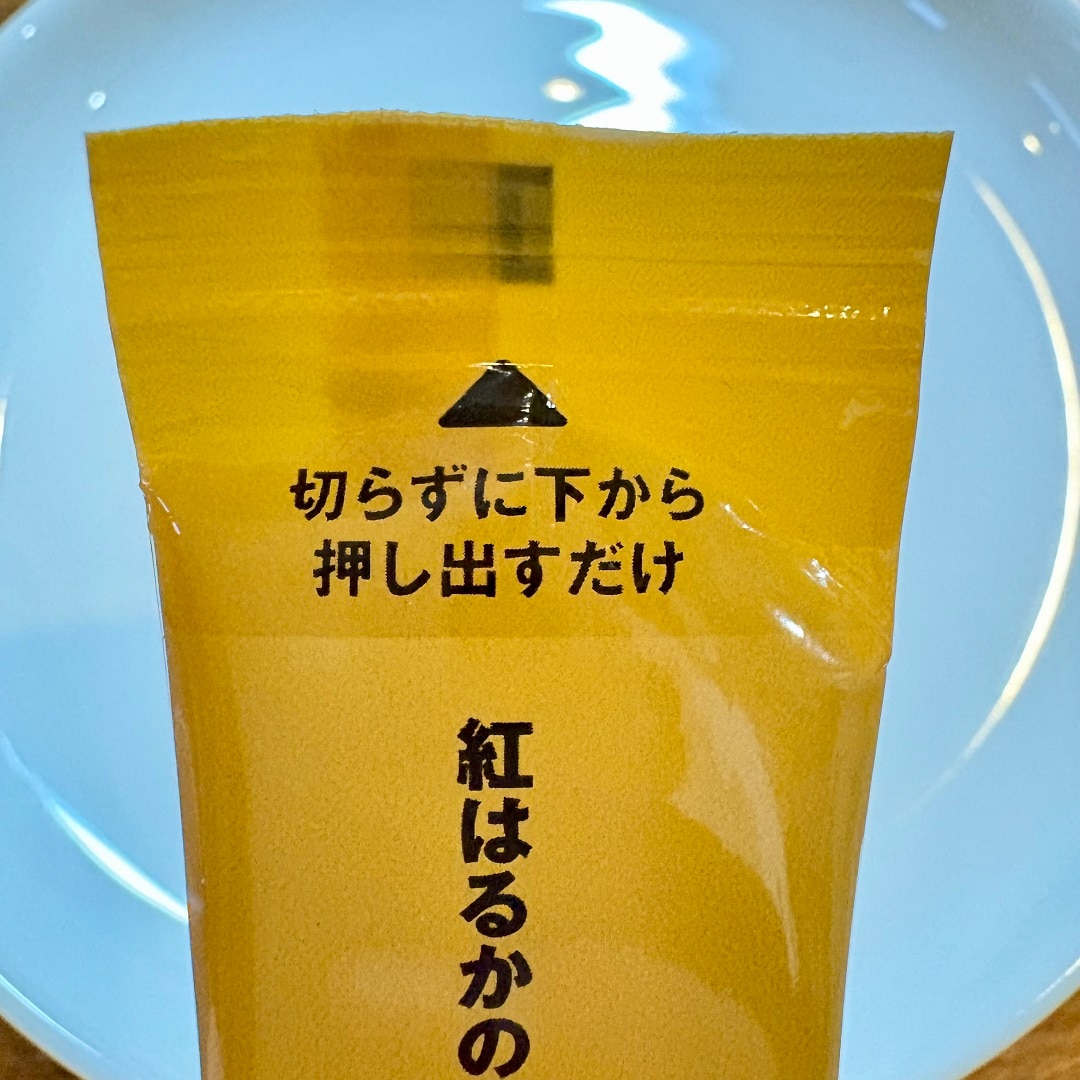 切らずに下から
押し出すだけ
紅はるかの